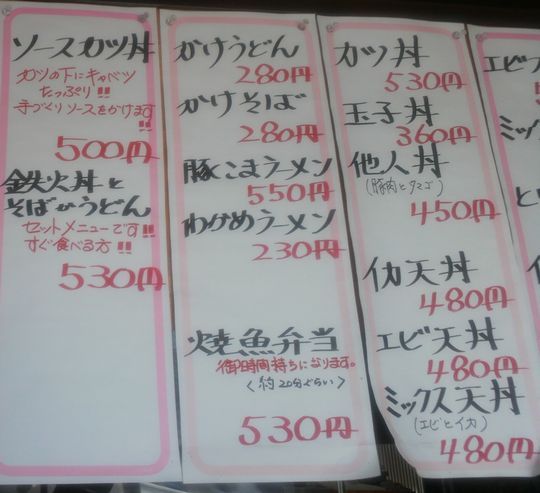 ソースカツ丼
カツの下にキャベツ
たっぷり!!
手づくりソースをかけます
!!
500円
鉄火丼と
そばかうどん
セットメニューです!!
すぐ食べる方!!
530円
かけうどん
280円
かけそば
280円
豚こまラーメン
550円
わかめラーメン
230円
焼魚弁当
御時間持ちになります。
<約20分ぐらい>
530円
カツ丼
530円
玉子丼
360円
他人丼
(豚肉とタマゴ)
450円
イカ天丼
480円
エビ天丼
480円
ミックス天丼
(エビとイカ)
480円
エビフ
ミック